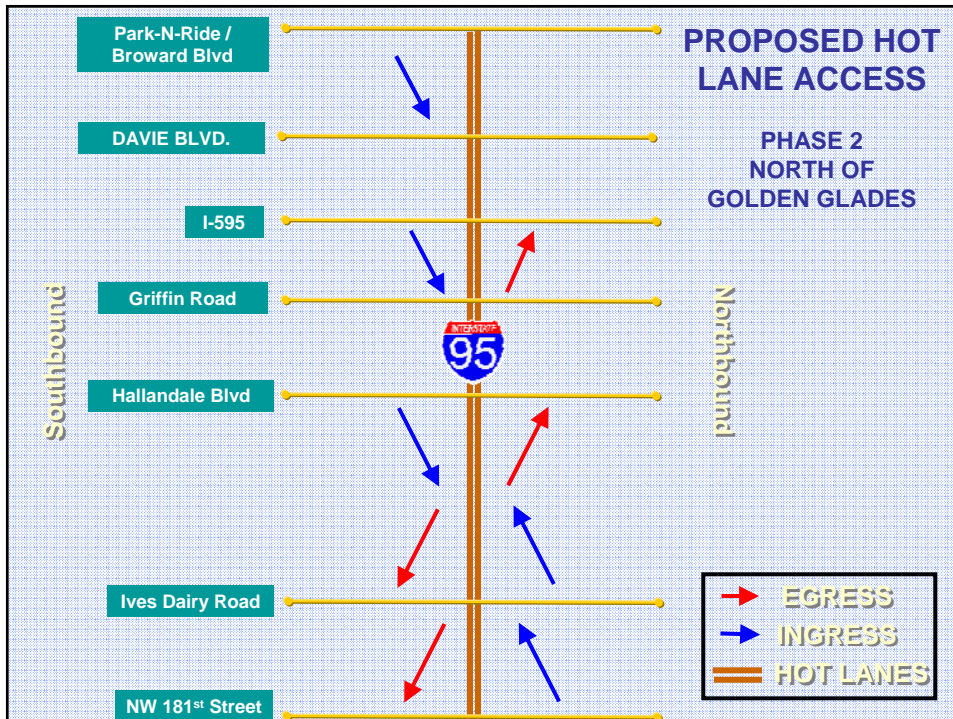 Park-N-Ride /
Broward Blvd
PROPOSED HOT
LANE ACCESS
DAVIE BLVD.
PHASE 2
NORTH OF
GOLDEN GLADES
I-595
Griffin Road
Southbound
Northbound
INTERSTATE
95
Hallandale Blvd
Ives Dairy Road
EGRESS
INGRESS
HOT LANES
NW 181st Street